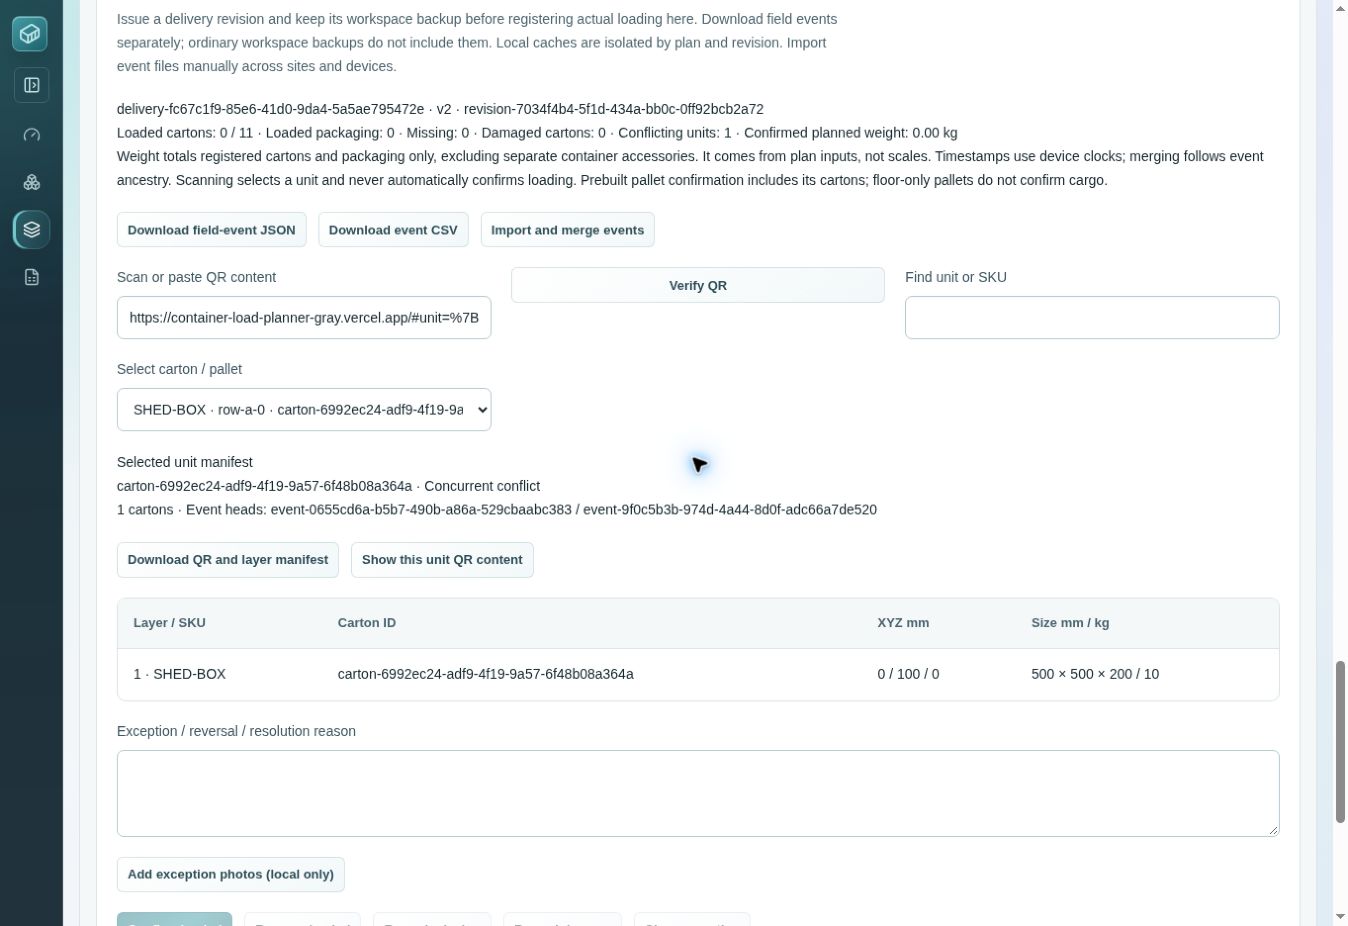 Issue a delivery revision and keep its workspace backup before registering actual loading here. Download field events
separately; ordinary workspace backups do not include them. Local caches are isolated by plan and revision. Import
event files manually across sites and devices.
delivery-fc67c1f9-85e6-41d0-9da4-5a5ae795472e · v2 · revision-7034f4b4-5f1d-434a-bb0c-0ff92bcb2a72
Loaded cartons: 0 / 11 · Loaded packaging: 0 · Missing: 0 · Damaged cartons: 0 · Conflicting units: 1 · Confirmed planned weight: 0.00 kg
Weight totals registered cartons and packaging only, excluding separate container accessories. It comes from plan inputs, not scales. Timestamps use device clocks; merging follows event
ancestry. Scanning selects a unit and never automatically confirms loading. Prebuilt pallet confirmation includes its cartons; floor-only pallets do not confirm cargo.
Download field-event JSON Download event CSV Import and merge events
Scan or paste QR content
Verify QR
Find unit or SKU
https://container-load-planner-gray.vercel.app/#unit=%7B
Select carton / pallet
SHED-BOX · row-a-0 · carton-6992ec24-adf9-4f19-9a
Selected unit manifest
carton-6992ec24-adf9-4f19-9a57-6f48b08a364a · Concurrent conflict
1 cartons · Event heads: event-0655cd6a-b5b7-490b-a86a-529cbaabc383 / event-9f0c5b3b-974d-4a44-8d0f-adc66a7de520
Download QR and layer manifest Show this unit QR content
Layer / SKU Carton ID XYZ mm Size mm / kg
1 · SHED-BOX carton-6992ec24-adf9-4f19-9a57-6f48b08a364a 0 / 100 / 0 500 × 500 × 200 / 10
Exception / reversal / resolution reason
Add exception photos (local only)